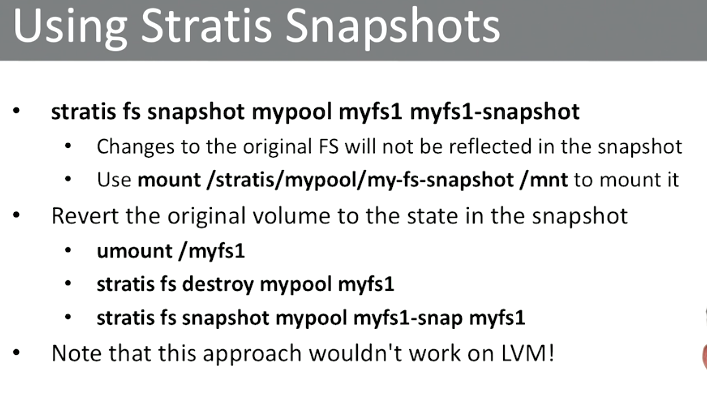 Using Stratis Snapshots
• stratis fs snapshot mypool myfs1 myfs1-snapshot
• Changes to the original FS will not be reflected in the snapshot
• Use mount /stratis/mypool/my-fs-snapshot /mnt to mount it
• Revert the original volume to the state in the snapshot
• umount /myfs1
• stratis fs destroy mypool myfs1
• stratis fs snapshot mypool myfs1-snap myfs1
• Note that this approach wouldn't work on LVM!